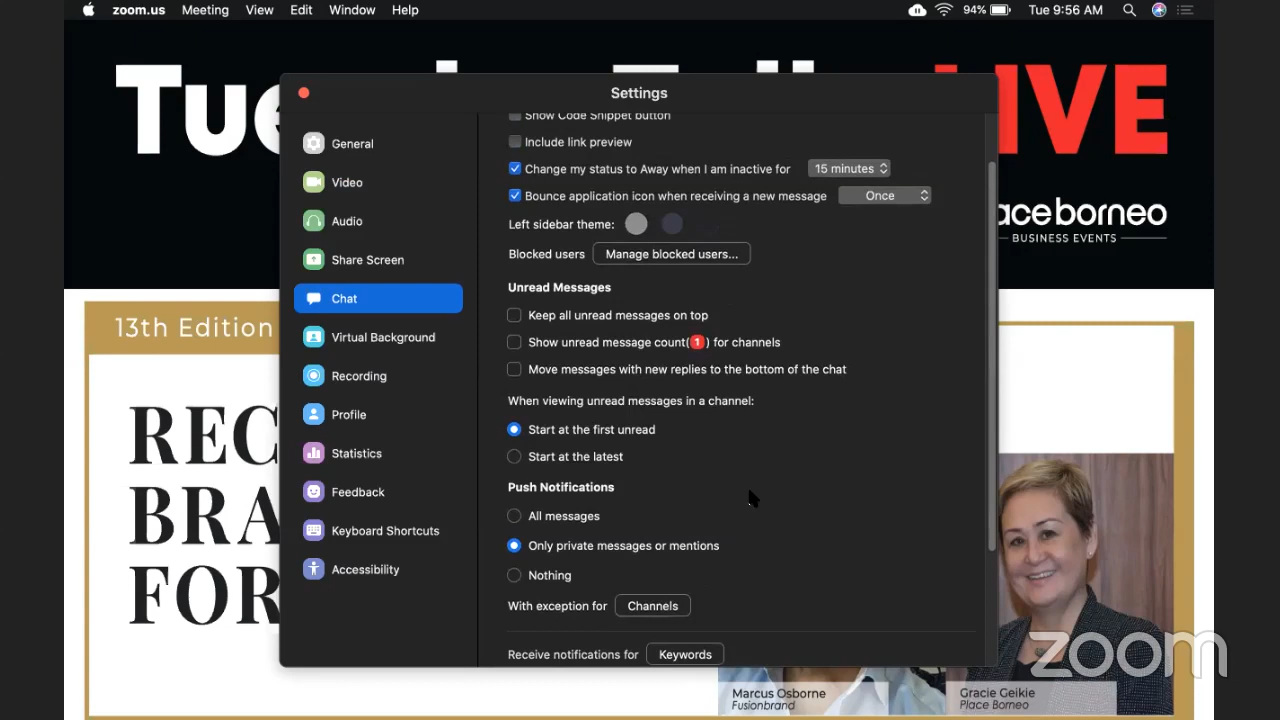 zoom.us Meeting View Edit Window Help 94% Tue 9:56 AM
Settings
LIVE
General
Video
Audio
Share Screen
Chat
Virtual Background
Recording
Profile
Statistics
Feedback
Keyboard Shortcuts
Accessibility
Show Code Snippet button
Include link preview
Change my status to Away when I am inactive for 15 minutes
Bounce application icon when receiving a new message Once
Left sidebar theme:
Blocked users Manage blocked users...
Unread Messages
Keep all unread messages on top
Show unread message count(1) for channels
Move messages with new replies to the bottom of the chat
When viewing unread messages in a channel:
Start at the first unread
Start at the latest
Push Notifications
All messages
Only private messages or mentions
Nothing
With exception for Channels
Receive notifications for Keywords
borneo
BUSINESS EVENTS
13th Edition
FOR
Marcus Osborne
Fusionbrand
Gracie Geikie
Place Borneo
zoom